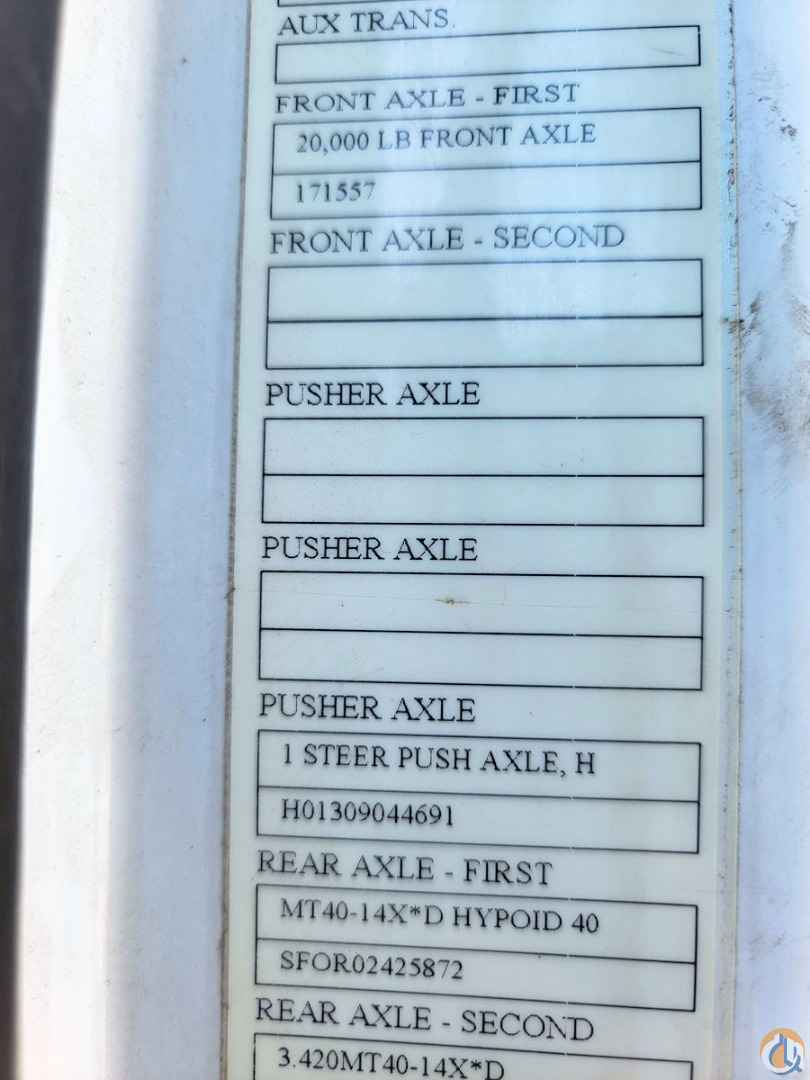 AUX TRANS.
FRONT AXLE - FIRST
20,000 LB FRONT AXLE
171557
FRONT AXLE - SECOND
PUSHER AXLE
PUSHER AXLE
PUSHER AXLE
1 STEER PUSH AXLE, H
H01309044691
REAR AXLE - FIRST
MT40-14X*D HYPOID 40
SFOR02425872
REAR AXLE - SECOND
3.420MT40-14X*D